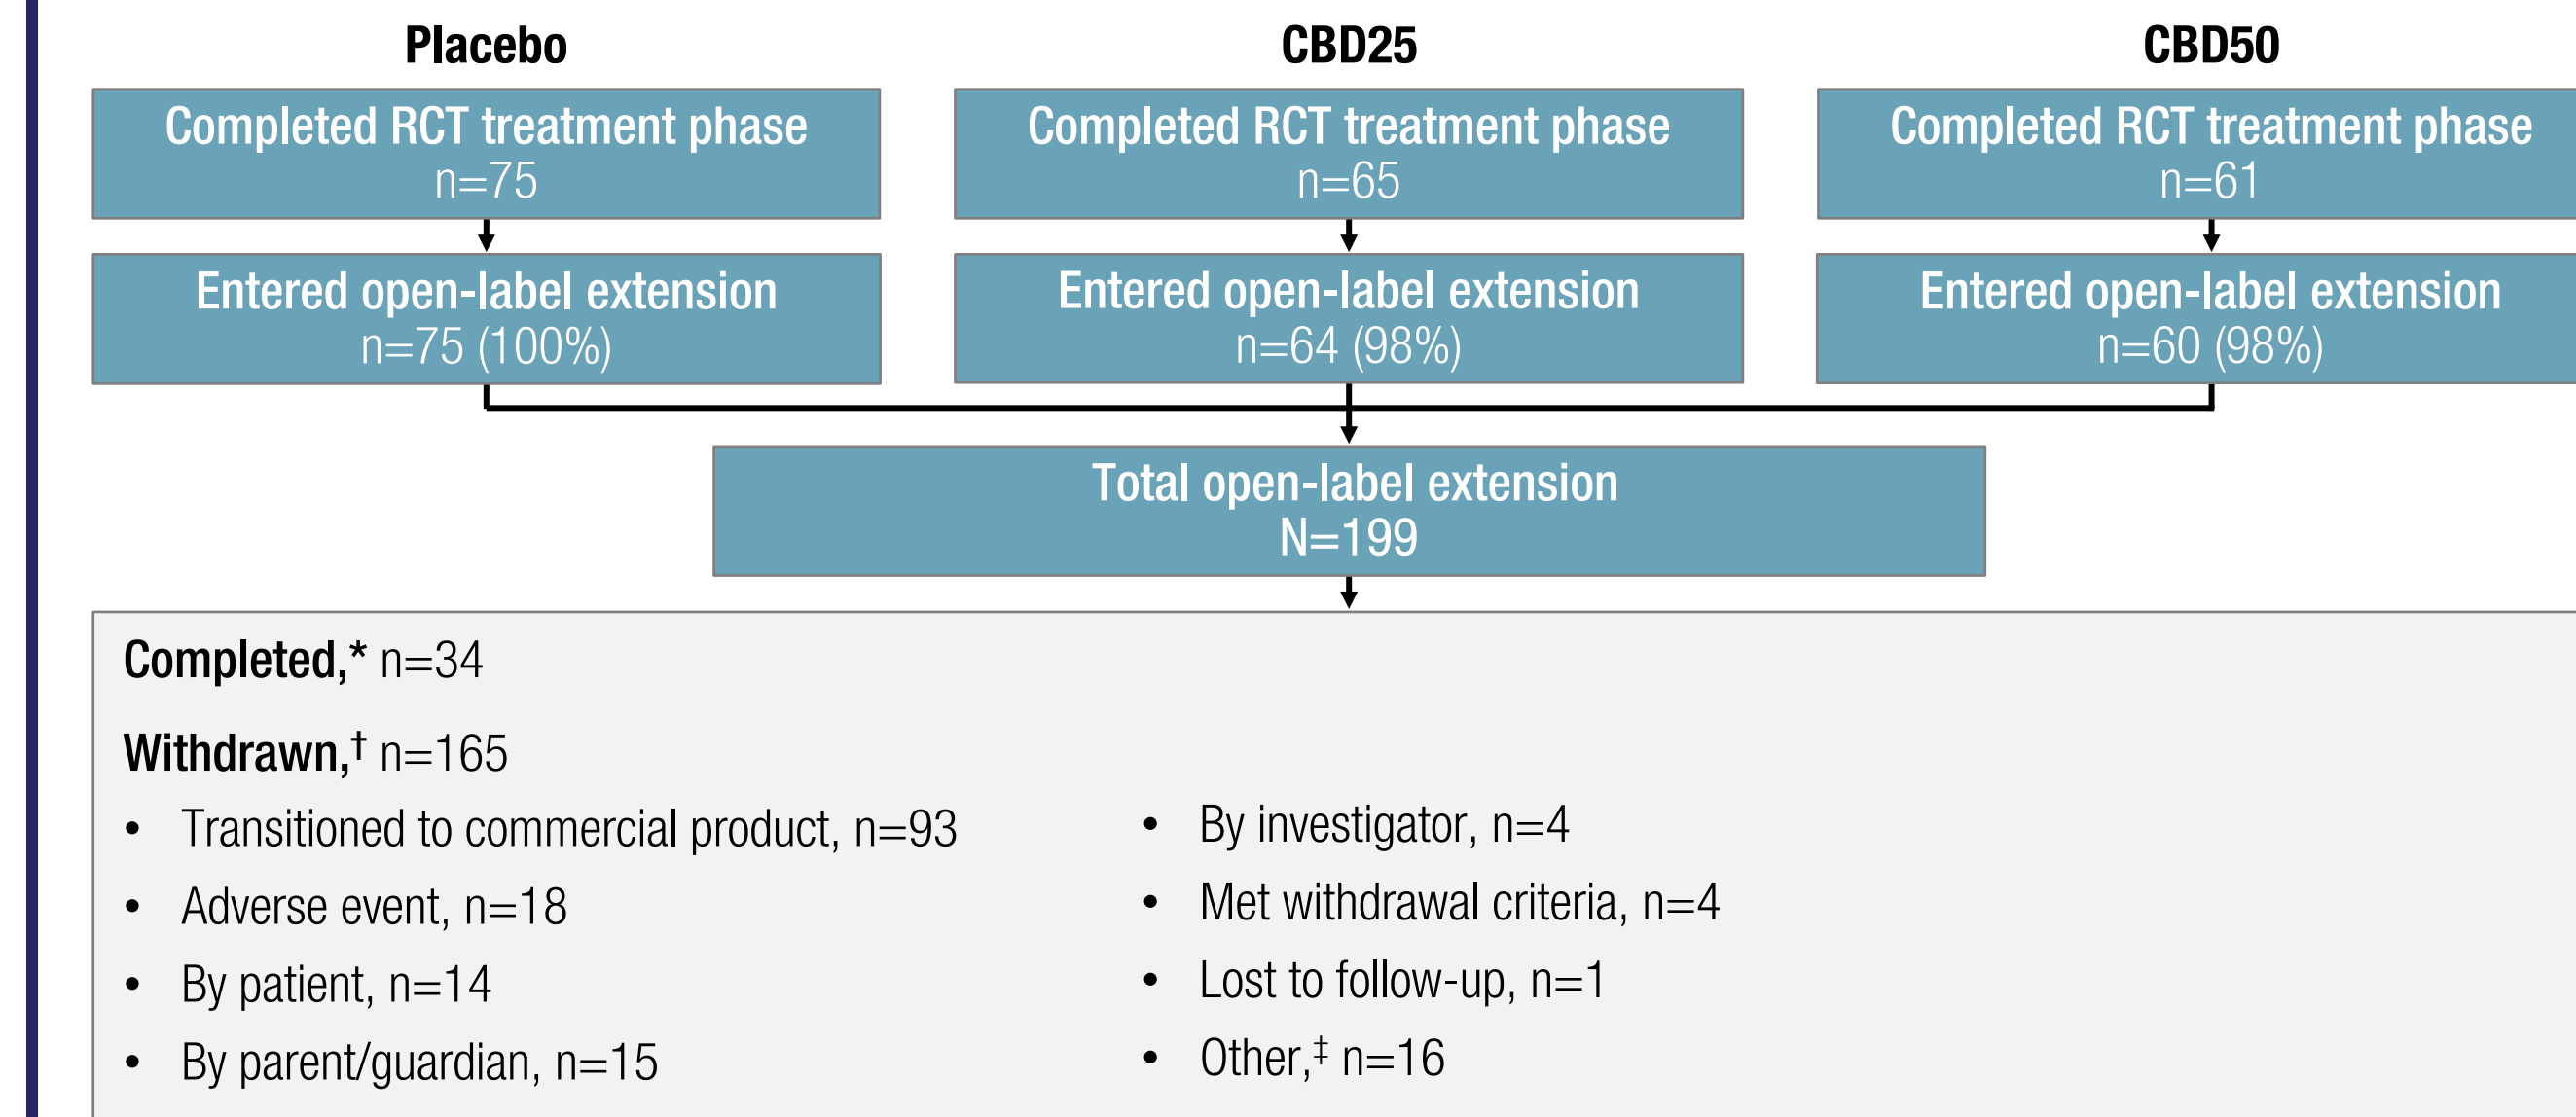 Placebo
CBD25
CBD50
Completed RCT treatment phase
n=75
Completed RCT treatment phase
n=65
Completed RCT treatment phase
n=61
Entered open-label extension
n=75 (100%)
Entered open-label extension
n=64 (98%)
Entered open-label extension
n=60 (98%)
Total open-label extension
N=199
Completed,* n=34
Withdrawn,† n=165
• Transitioned to commercial product, n=93
• Adverse event, n=18
• By patient, n=14
• By parent/guardian, n=15
• By investigator, n=4
• Met withdrawal criteria, n=4
• Lost to follow-up, n=1
• Other,‡ n=16